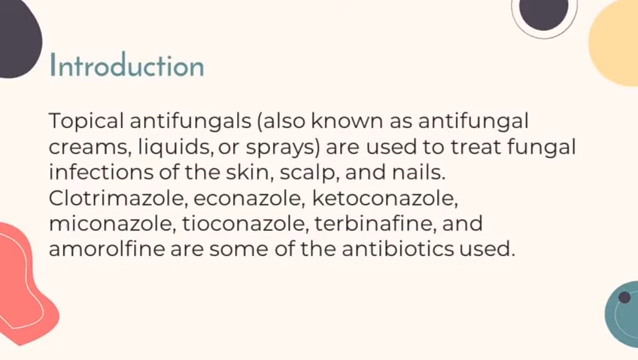 Introduction
Topical antifungals (also known as antifungal
creams, liquids, or sprays) are used to treat fungal
infections of the skin, scalp, and nails.
Clotrimazole, econazole, ketoconazole,
miconazole, tioconazole, terbinafine, and
amorolfine are some of the antibiotics used.